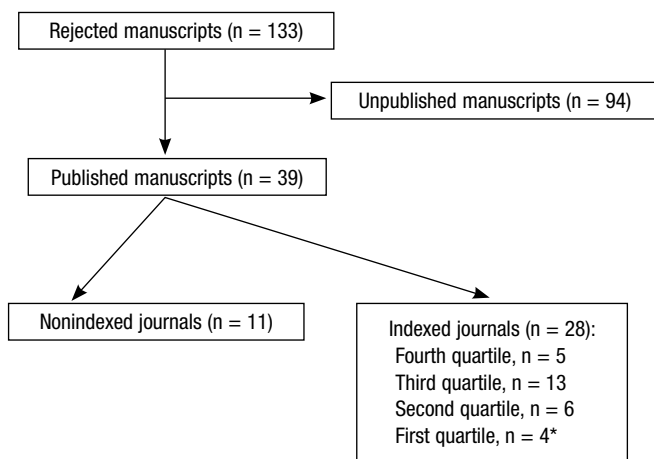 Rejected manuscripts (n = 133)
Unpublished manuscripts (n = 94)
Published manuscripts (n = 39)
Nonindexed journals (n = 11)
Indexed journals (n = 28):
Fourth quartile, n = 5
Third quartile, n = 13
Second quartile, n = 6
First quartile, n = 4*